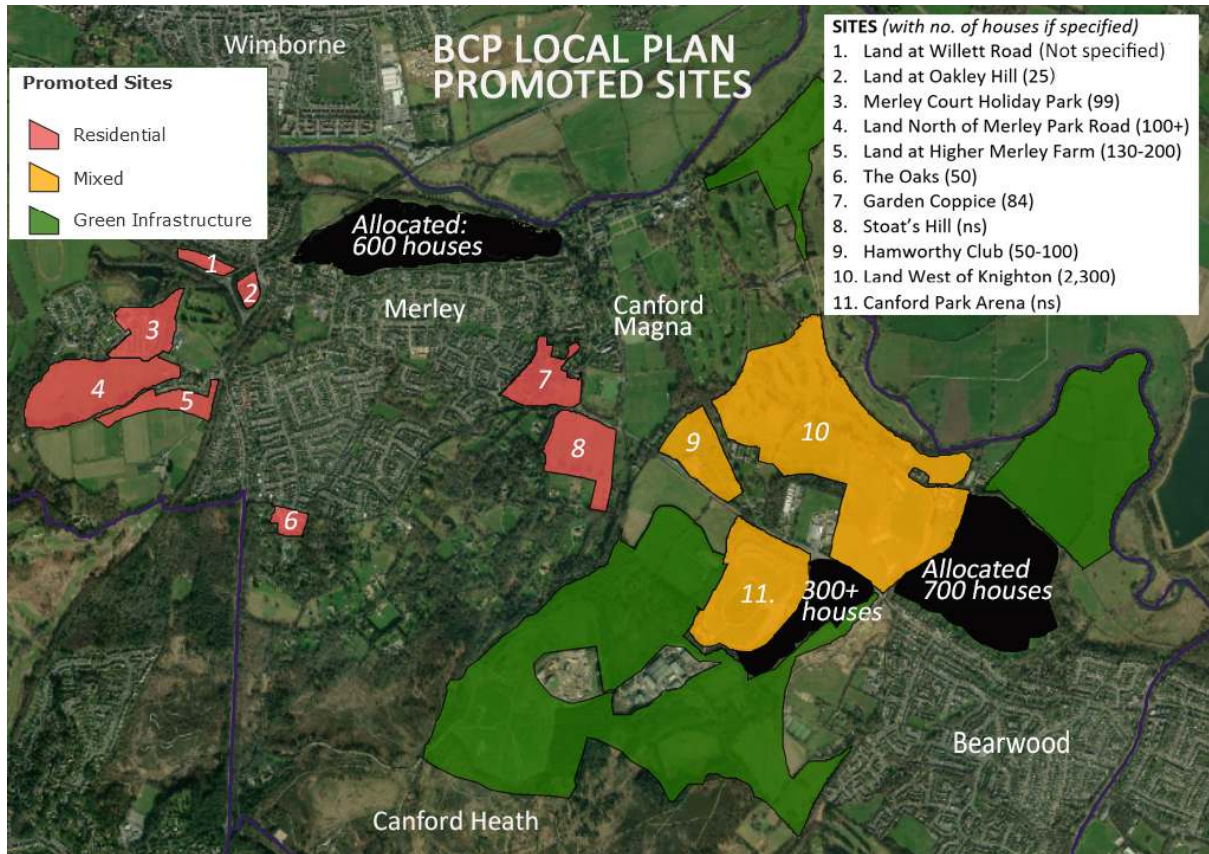 Wimborne
BCP LOCAL PLAN
PROMOTED SITES
Promoted Sites
Residential
Mixed
Green Infrastructure
SITES (with no. of houses if specified)
1. Land at Willett Road (Not specified)
2. Land at Oakley Hill (25)
3. Merley Court Holiday Park (99)
4. Land North of Merley Park Road (100+)
5. Land at Higher Merley Farm (130-200)
6. The Oaks (50)
7. Garden Coppice (84)
8. Stoat's Hill (ns)
9. Hamworthy Club (50-100)
10. Land West of Knighton (2,300)
11. Canford Park Arena (ns)
Allocated:
600 houses
1
2
Merley
Canford
Magna
3
4
5
7
8
9
10
6
11.
300+
houses
Allocated
700 houses
Bearwood
Canford Heath